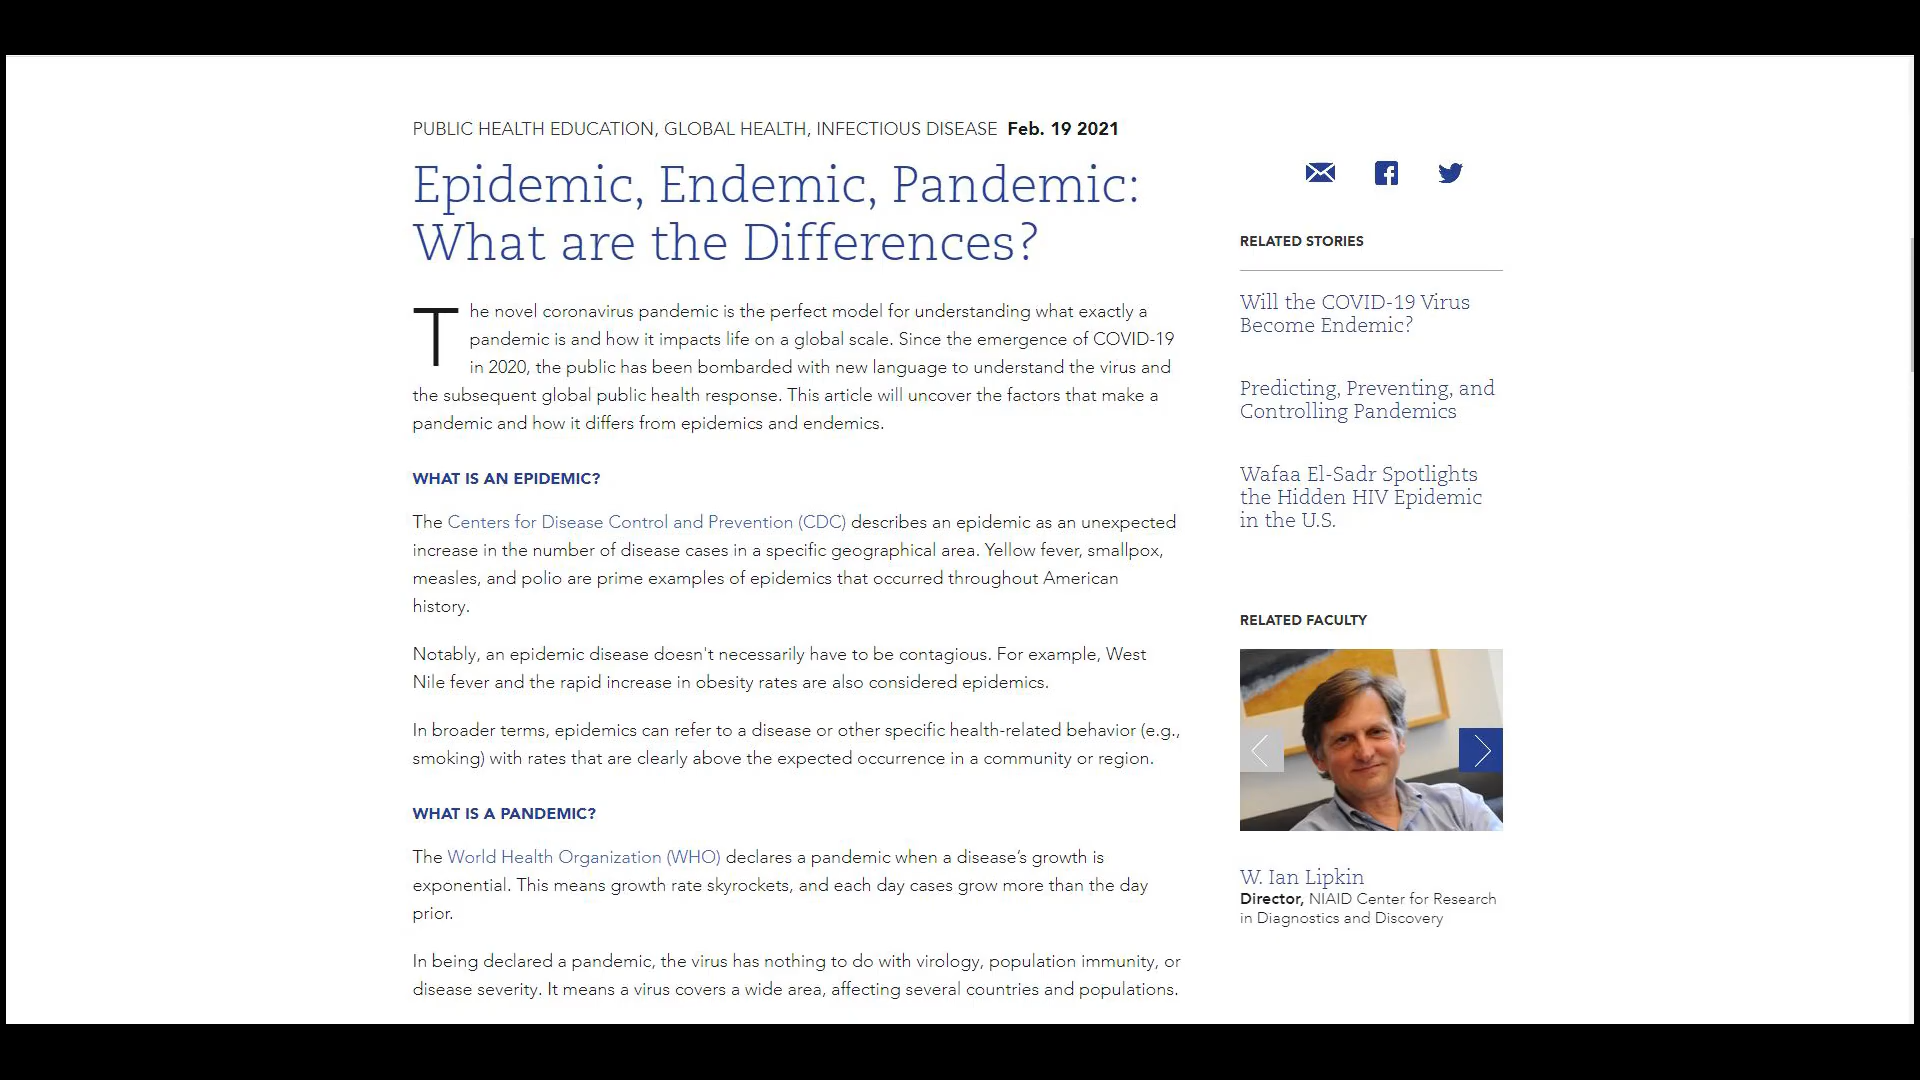 PUBLIC HEALTH EDUCATION, GLOBAL HEALTH, INFECTIOUS DISEASE Feb. 19 2021
Epidemic, Endemic, Pandemic:
What are the Differences?
The novel coronavirus pandemic is the perfect model for understanding what exactly a
pandemic is and how it impacts life on a global scale. Since the emergence of COVID-19
in 2020, the public has been bombarded with new language to understand the virus and
the subsequent global public health response. This article will uncover the factors that make a
pandemic and how it differs from epidemics and endemics.
WHAT IS AN EPIDEMIC?
The Centers for Disease Control and Prevention (CDC) describes an epidemic as an unexpected
increase in the number of disease cases in a specific geographical area. Yellow fever, smallpox,
measles, and polio are prime examples of epidemics that occurred throughout American
history.
Notably, an epidemic disease doesn't necessarily have to be contagious. For example, West
Nile fever and the rapid increase in obesity rates are also considered epidemics.
In broader terms, epidemics can refer to a disease or other specific health-related behavior (e.g.,
smoking) with rates that are clearly above the expected occurrence in a community or region.
WHAT IS A PANDEMIC?
The World Health Organization (WHO) declares a pandemic when a disease’s growth is
exponential. This means growth rate skyrockets, and each day cases grow more than the day
prior.
In being declared a pandemic, the virus has nothing to do with virology, population immunity, or
disease severity. It means a virus covers a wide area, affecting several countries and populations.
RELATED STORIES
Will the COVID-19 Virus
Become Endemic?
Predicting, Preventing, and
Controlling Pandemics
Wafaa El-Sadr Spotlights
the Hidden HIV Epidemic
in the U.S.
RELATED FACULTY
W. Ian Lipkin
Director, NIAID Center for Research
in Diagnostics and Discovery